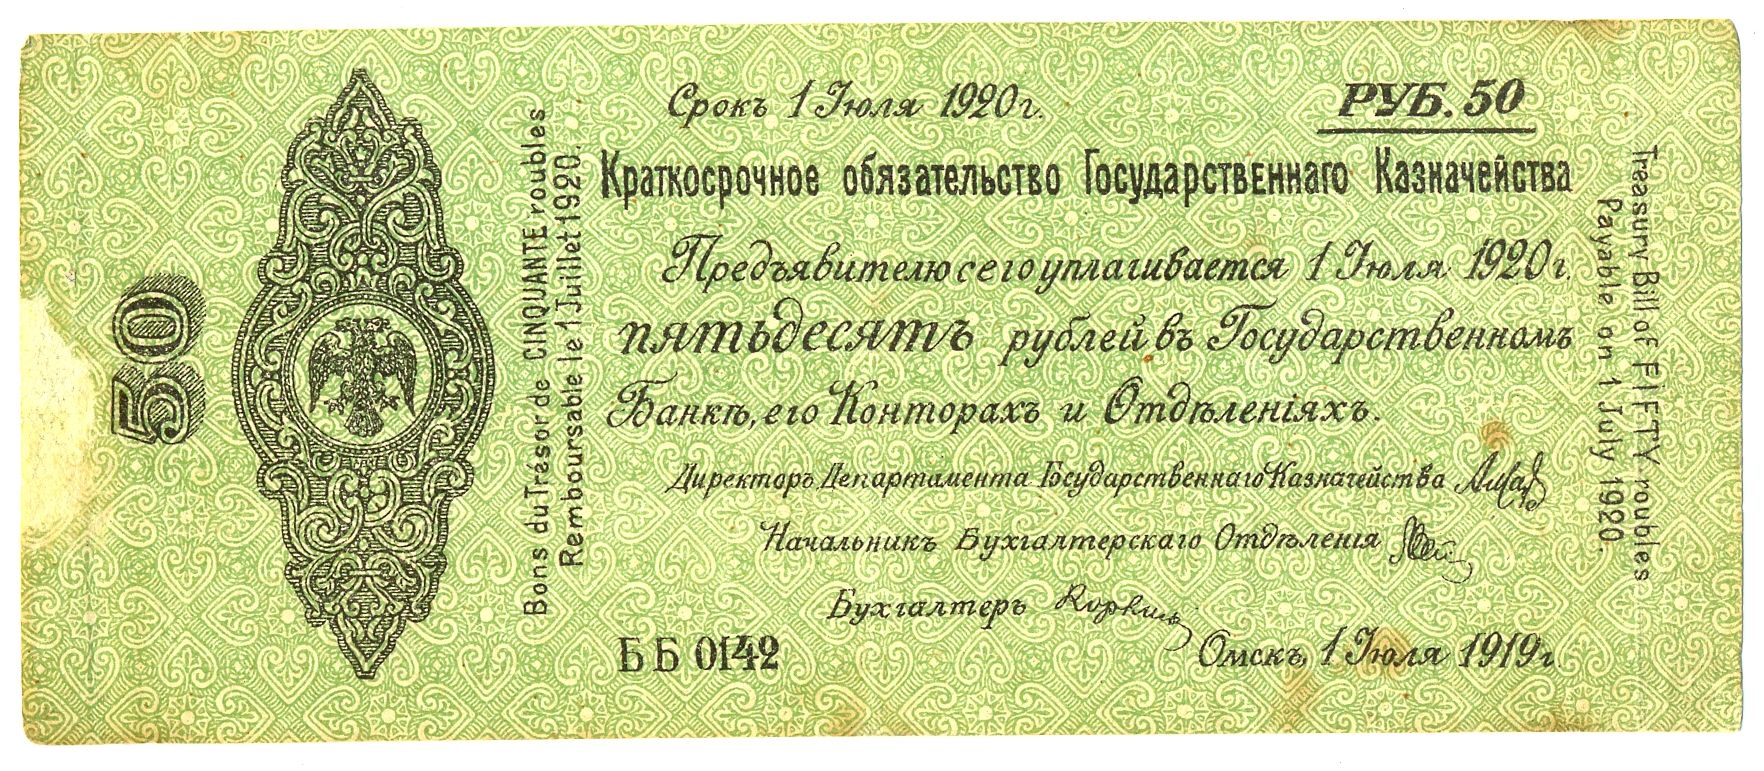 50
Bons du Trésor de CINQUANTE roubles
Remboursable le 1 Juillet 1920.
Срокъ 1 Іюля 1920 г.
РУБ. 50
Краткосрочное обязательство Государственнаго Казначейства
Предъявителю сего уплачивается 1 Іюля 1920 г.
пятьдесятъ рублей въ Государственномъ
Банкѣ, его Конторахъ и Отдѣленіяхъ.
Директоръ Департамента Государственнаго Казначейства
Начальникъ Бухгалтерскаго Отдѣленія
Бухгалтеръ
ББ 0142
Омскъ, 1 Іюля 1919 г.
Treasury Bill of FIFTY roubles
Payable on 1 July 1920.